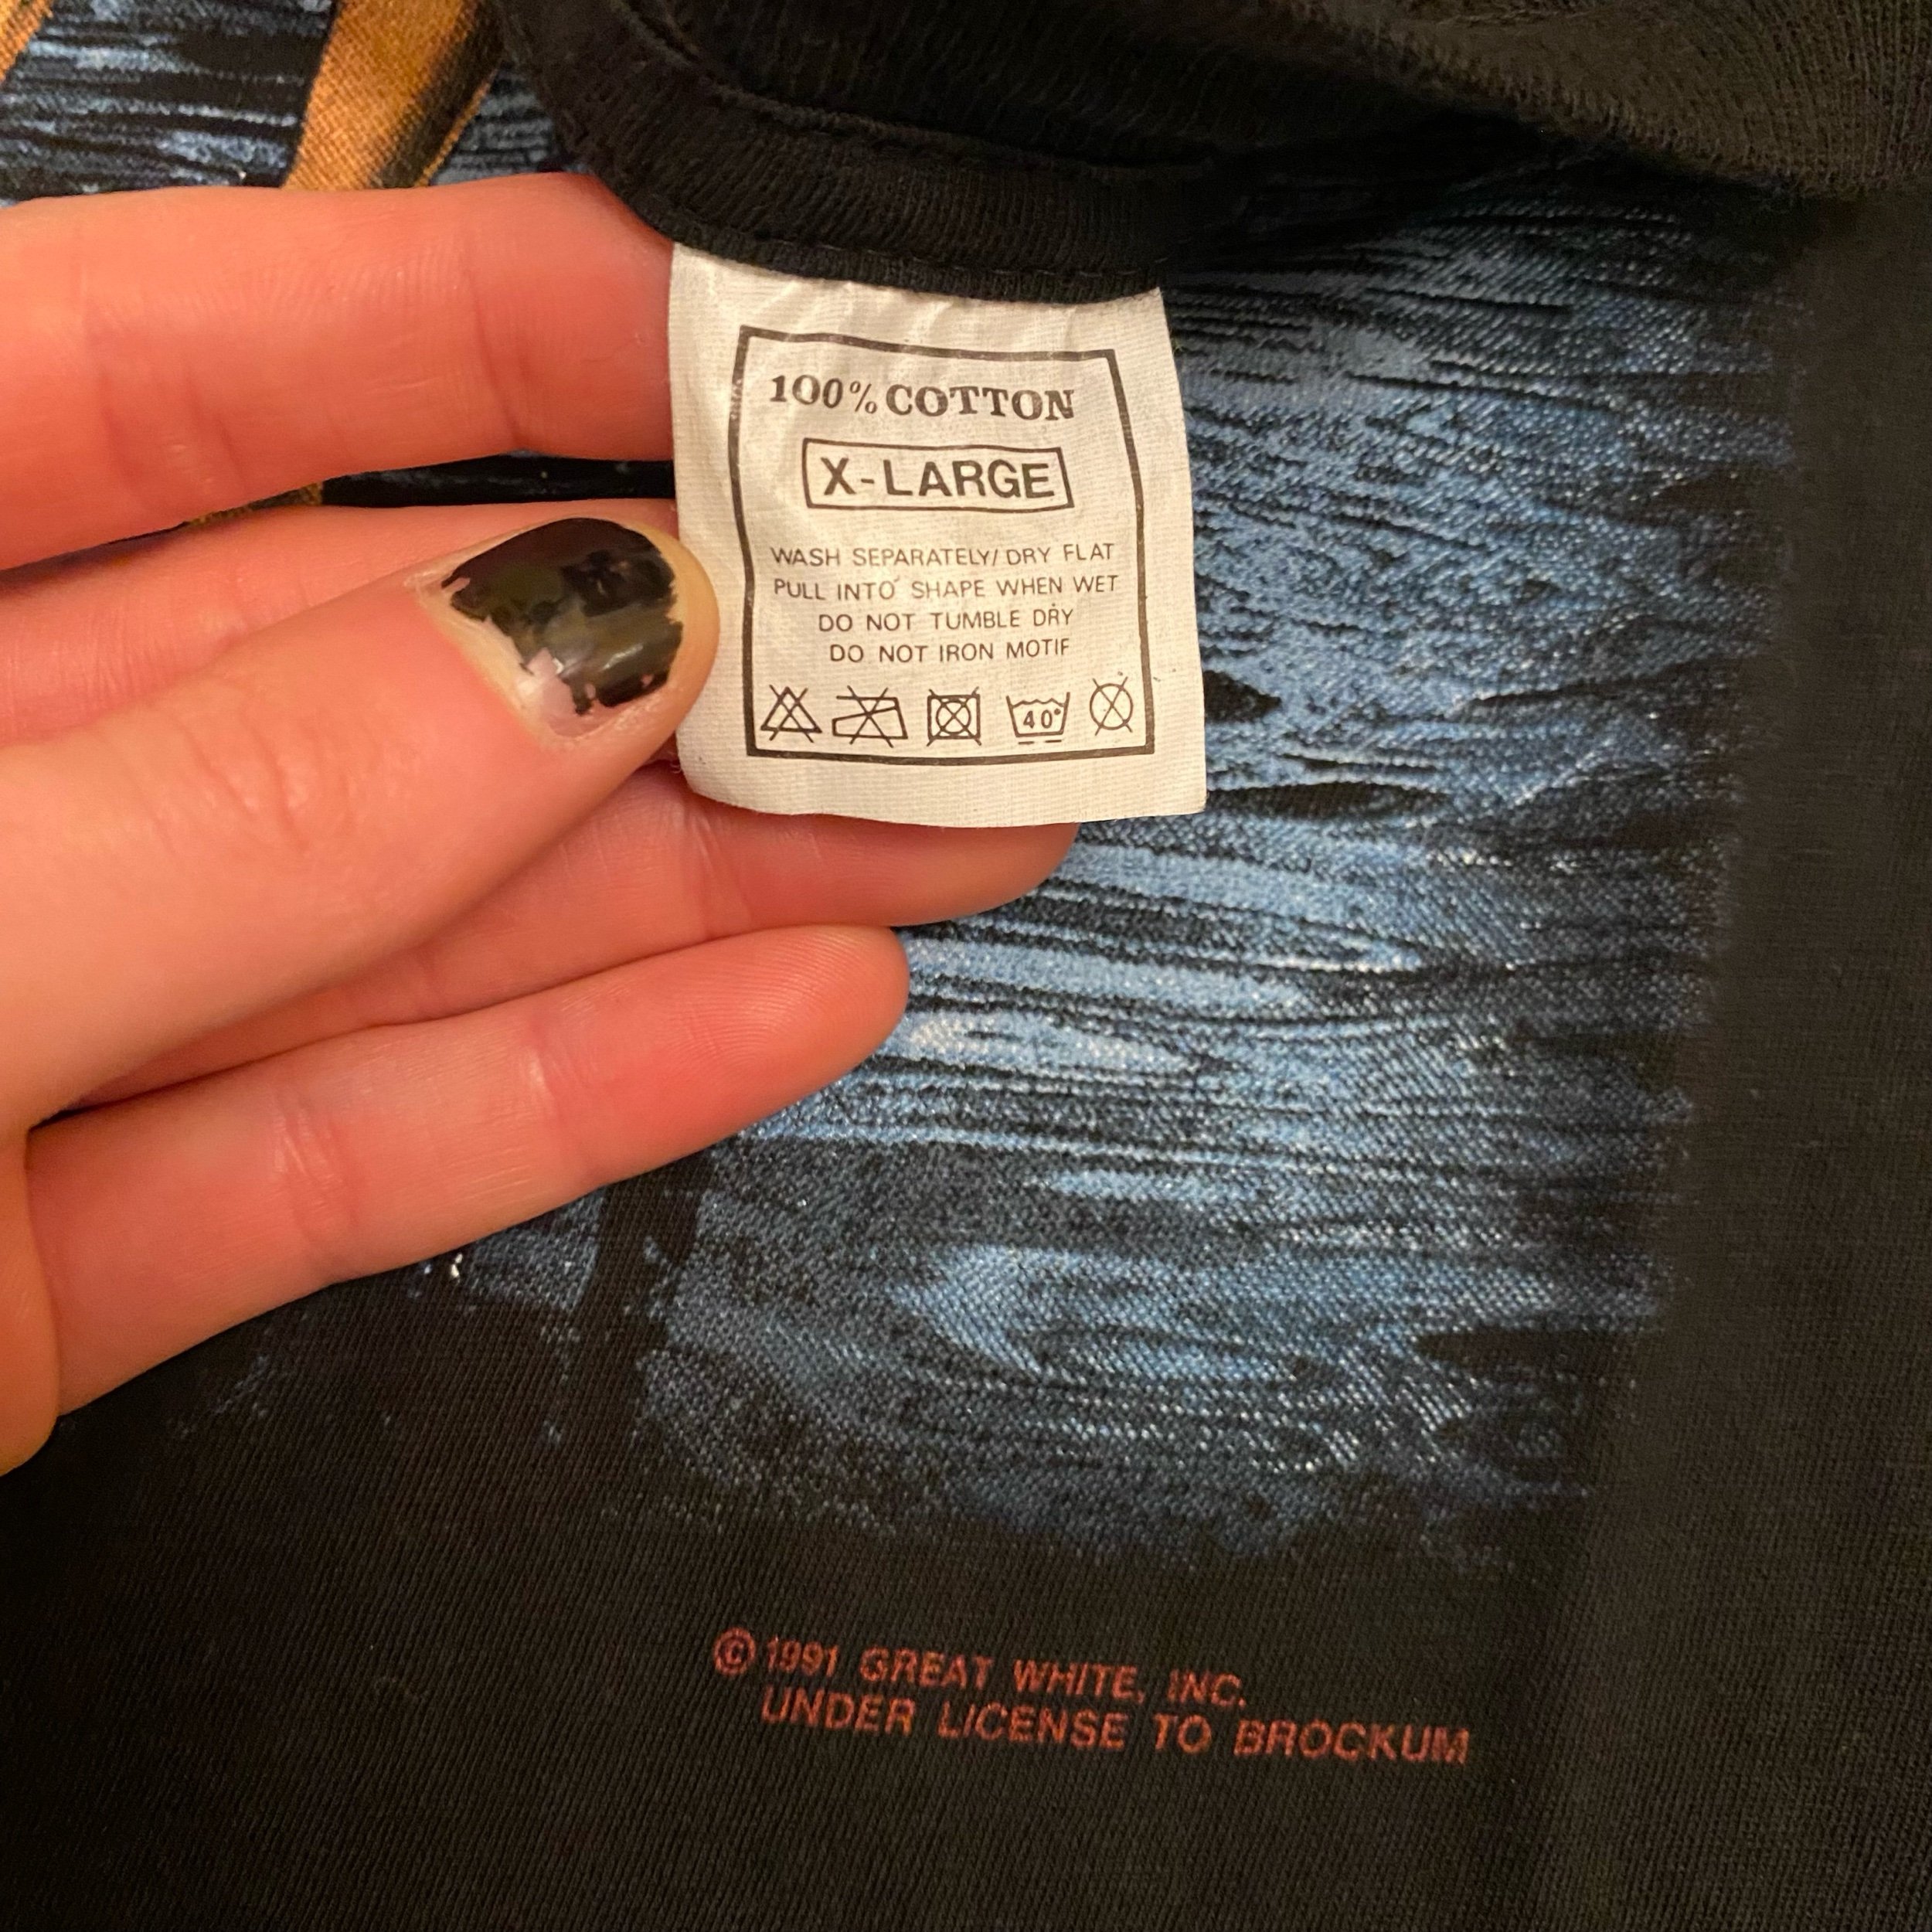 100% COTTON
X-LARGE
WASH SEPARATELY/DRY FLAT
PULL INTO SHAPE WHEN WET
DO NOT TUMBLE DRY
DO NOT IRON MOTIF
40°
© 1991 GREAT WHITE, INC.
UNDER LICENSE TO BROCKUM